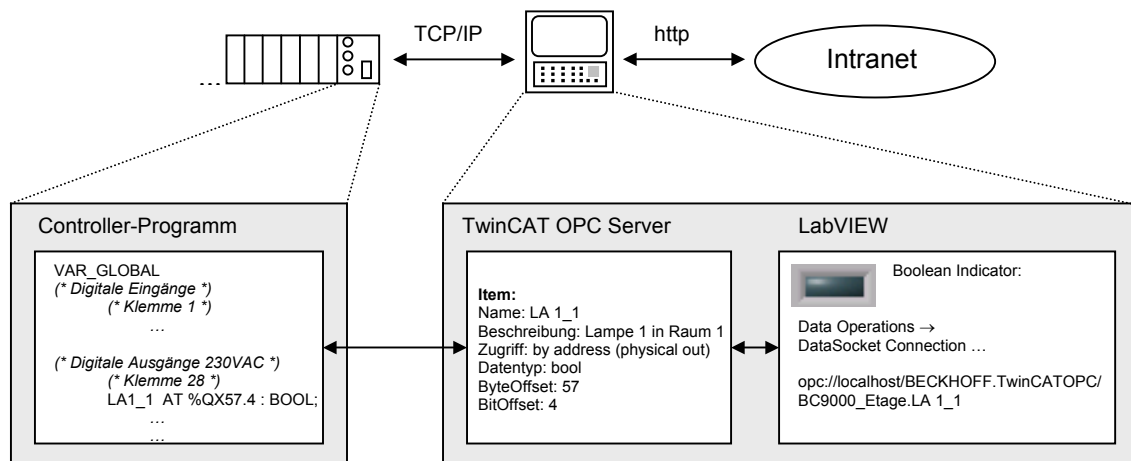 TCP/IP
http
Intranet
....
Controller-Programm
VAR_GLOBAL
(* Digitale Eingänge *)
(* Klemme 1 *)
…
(* Digitale Ausgänge 230VAC *)
(* Klemme 28 *)
LA1_1 AT %QX57.4 : BOOL;
…
…
TwinCAT OPC Server
Item:
Name: LA 1_1
Beschreibung: Lampe 1 in Raum 1
Zugriff: by address (physical out)
Datentyp: bool
ByteOffset: 57
BitOffset: 4
LabVIEW
Boolean Indicator:
Data Operations →
DataSocket Connection …
opc://localhost/BECKHOFF.TwinCATOPC/
BC9000_Etage.LA 1_1